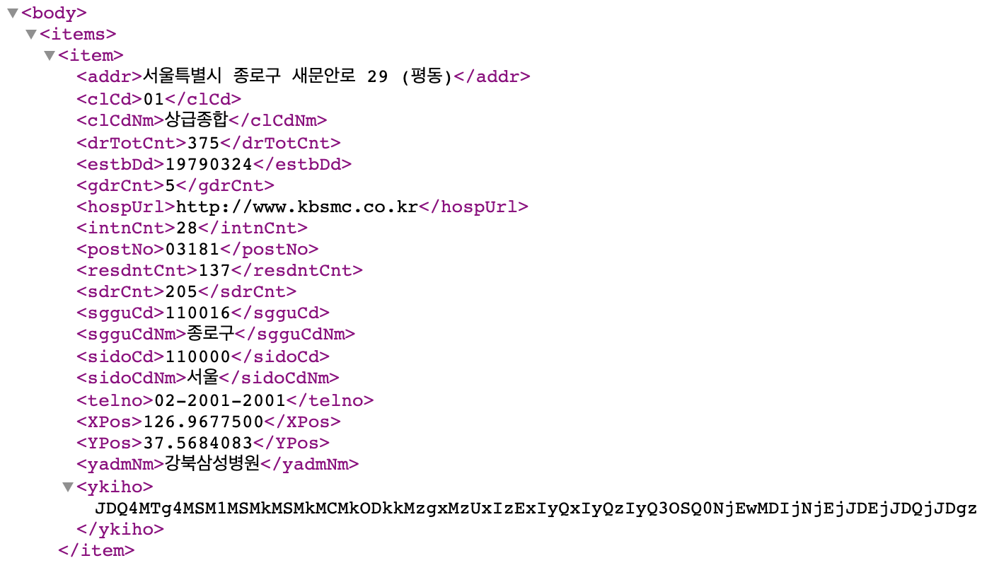 <body>
<items>
<item>
<addr>서울특별시 종로구 새문안로 29 (평동)</addr>
<clCd>01</clCd>
<clCdNm>상급종합</clCdNm>
<drTotCnt>375</drTotCnt>
<estbDd>19790324</estbDd>
<gdrCnt>5</gdrCnt>
<hospUrl>http://www.kbsmc.co.kr</hospUrl>
<intnCnt>28</intnCnt>
<postNo>03181</postNo>
<resdntCnt>137</resdntCnt>
<sdrCnt>205</sdrCnt>
<sgguCd>110016</sgguCd>
<sgguCdNm>종로구</sgguCdNm>
<sidoCd>110000</sidoCd>
<sidoCdNm>서울</sidoCdNm>
<telno>02-2001-2001</telno>
<XPos>126.9677500</XPos>
<YPos>37.5684083</YPos>
<yadmNm>강북삼성병원</yadmNm>
<ykiho>
JDQ4MTg4MSM1MSMkMSMkMCMkODkkMzgxMzUxIzExIyQxIyQzIyQ3OSQ0NjEwMDIjNjEjJDEjJDQjJDgz
</ykiho>
</item>